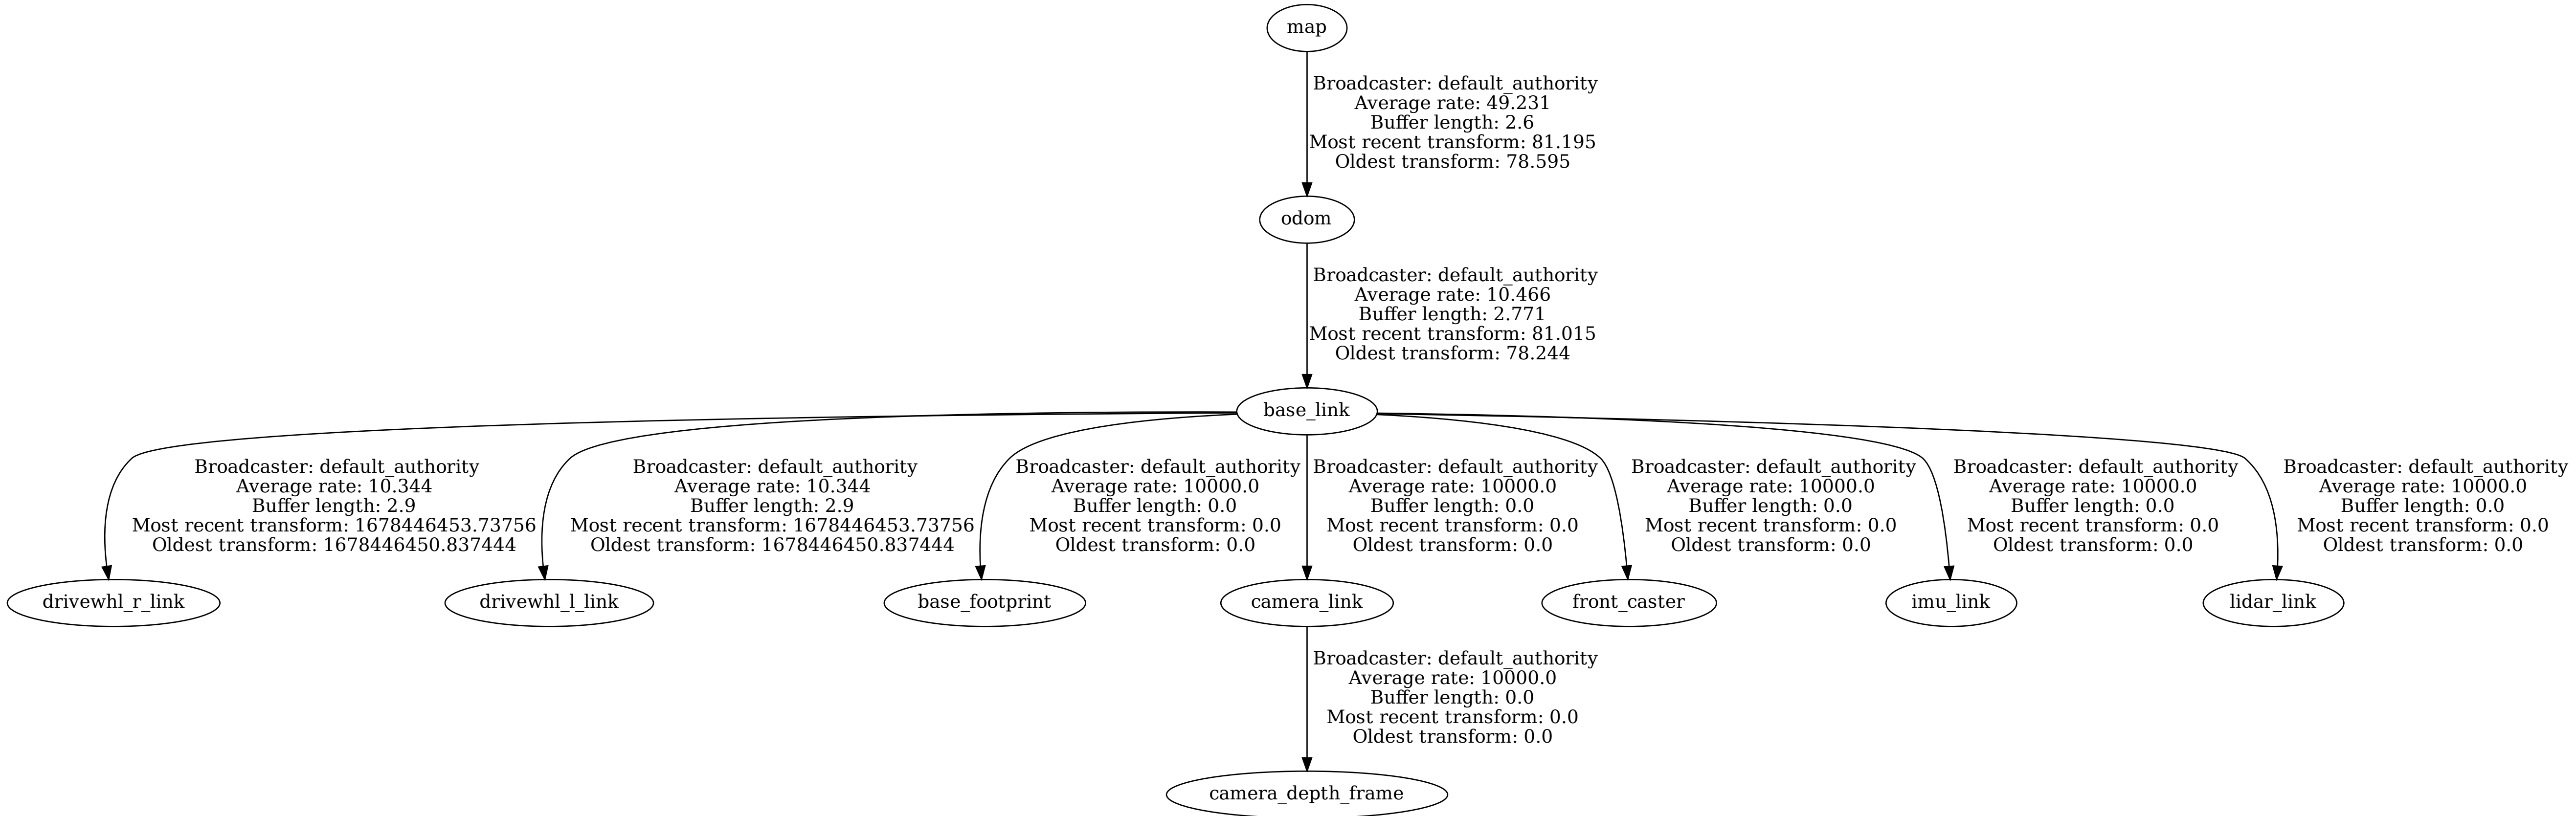 map
Broadcaster: default_authority
Average rate: 49.231
Buffer length: 2.6
Most recent transform: 81.195
Oldest transform: 78.595
odom
Broadcaster: default_authority
Average rate: 10.466
Buffer length: 2.771
Most recent transform: 81.015
Oldest transform: 78.244
base_link
Broadcaster: default_authority
Average rate: 10.344
Buffer length: 2.9
Most recent transform: 1678446453.73756
Oldest transform: 1678446450.837444
Broadcaster: default_authority
Average rate: 10.344
Buffer length: 2.9
Most recent transform: 1678446453.73756
Oldest transform: 1678446450.837444
Broadcaster: default_authority
Average rate: 10000.0
Buffer length: 0.0
Most recent transform: 0.0
Oldest transform: 0.0
Broadcaster: default_authority
Average rate: 10000.0
Buffer length: 0.0
Most recent transform: 0.0
Oldest transform: 0.0
Broadcaster: default_authority
Average rate: 10000.0
Buffer length: 0.0
Most recent transform: 0.0
Oldest transform: 0.0
Broadcaster: default_authority
Average rate: 10000.0
Buffer length: 0.0
Most recent transform: 0.0
Oldest transform: 0.0
Broadcaster: default_authority
Average rate: 10000.0
Buffer length: 0.0
Most recent transform: 0.0
Oldest transform: 0.0
drivewhl_r_link
drivewhl_l_link
base_footprint
camera_link
front_caster
imu_link
lidar_link
Broadcaster: default_authority
Average rate: 10000.0
Buffer length: 0.0
Most recent transform: 0.0
Oldest transform: 0.0
camera_depth_frame